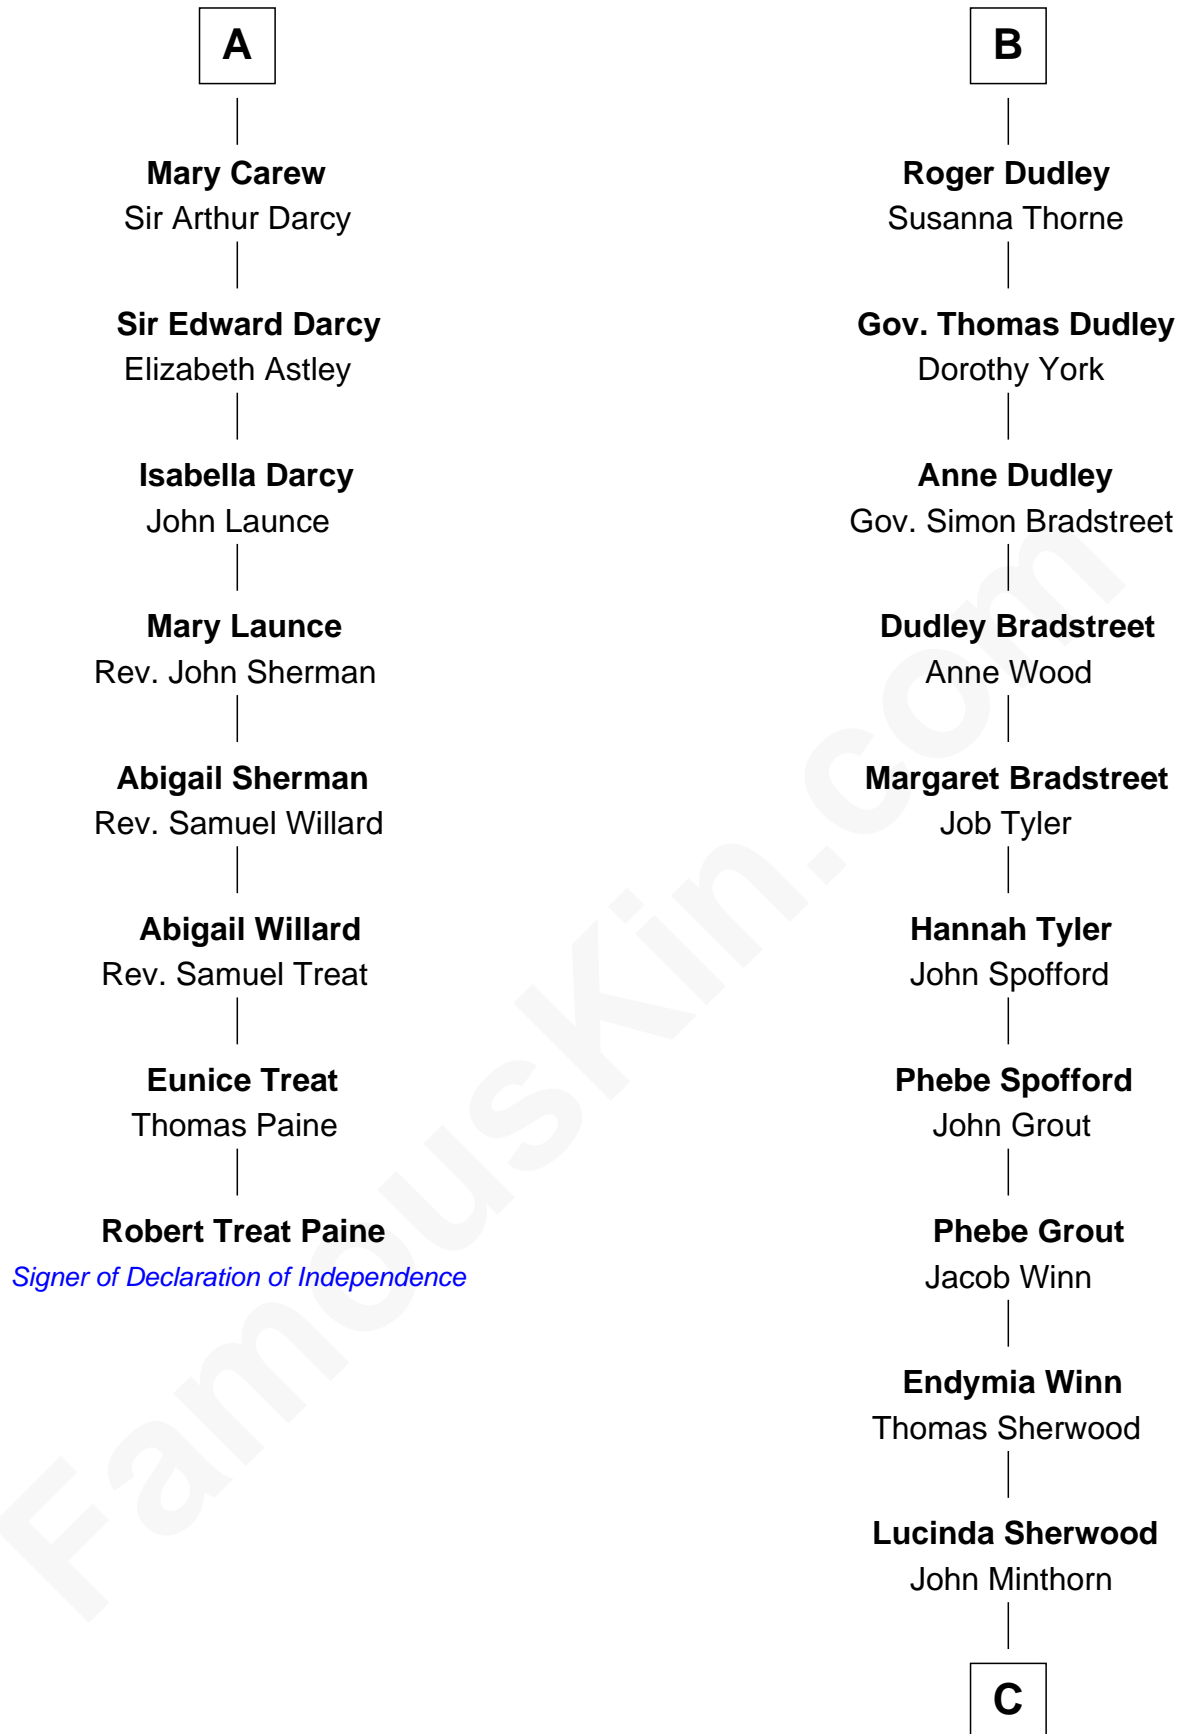 A
Mary Carew
Sir Arthur Darcy
Sir Edward Darcy
Elizabeth Astley
Isabella Darcy
John Launce
Mary Launce
Rev. John Sherman
Abigail Sherman
Rev. Samuel Willard
Abigail Willard
Rev. Samuel Treat
Eunice Treat
Thomas Paine
Robert Treat Paine
Signer of Declaration of Independence
B
Roger Dudley
Susanna Thorne
Gov. Thomas Dudley
Dorothy York
Anne Dudley
Gov. Simon Bradstreet
Dudley Bradstreet
Anne Wood
Margaret Bradstreet
Job Tyler
Hannah Tyler
John Spofford
Phebe Spofford
John Grout
Phebe Grout
Jacob Winn
Endymia Winn
Thomas Sherwood
Lucinda Sherwood
John Minthorn
C
FamousKin.com